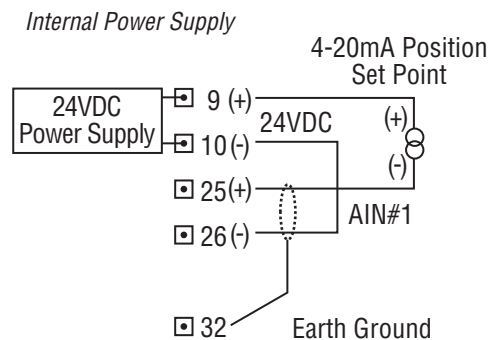 Internal Power Supply
4-20mA Position
Set Point
24VDC
Power Supply
9 (+)
10 (-)
24VDC
(+)
(-)
25 (+)
AIN#1
26 (-)
32
Earth Ground